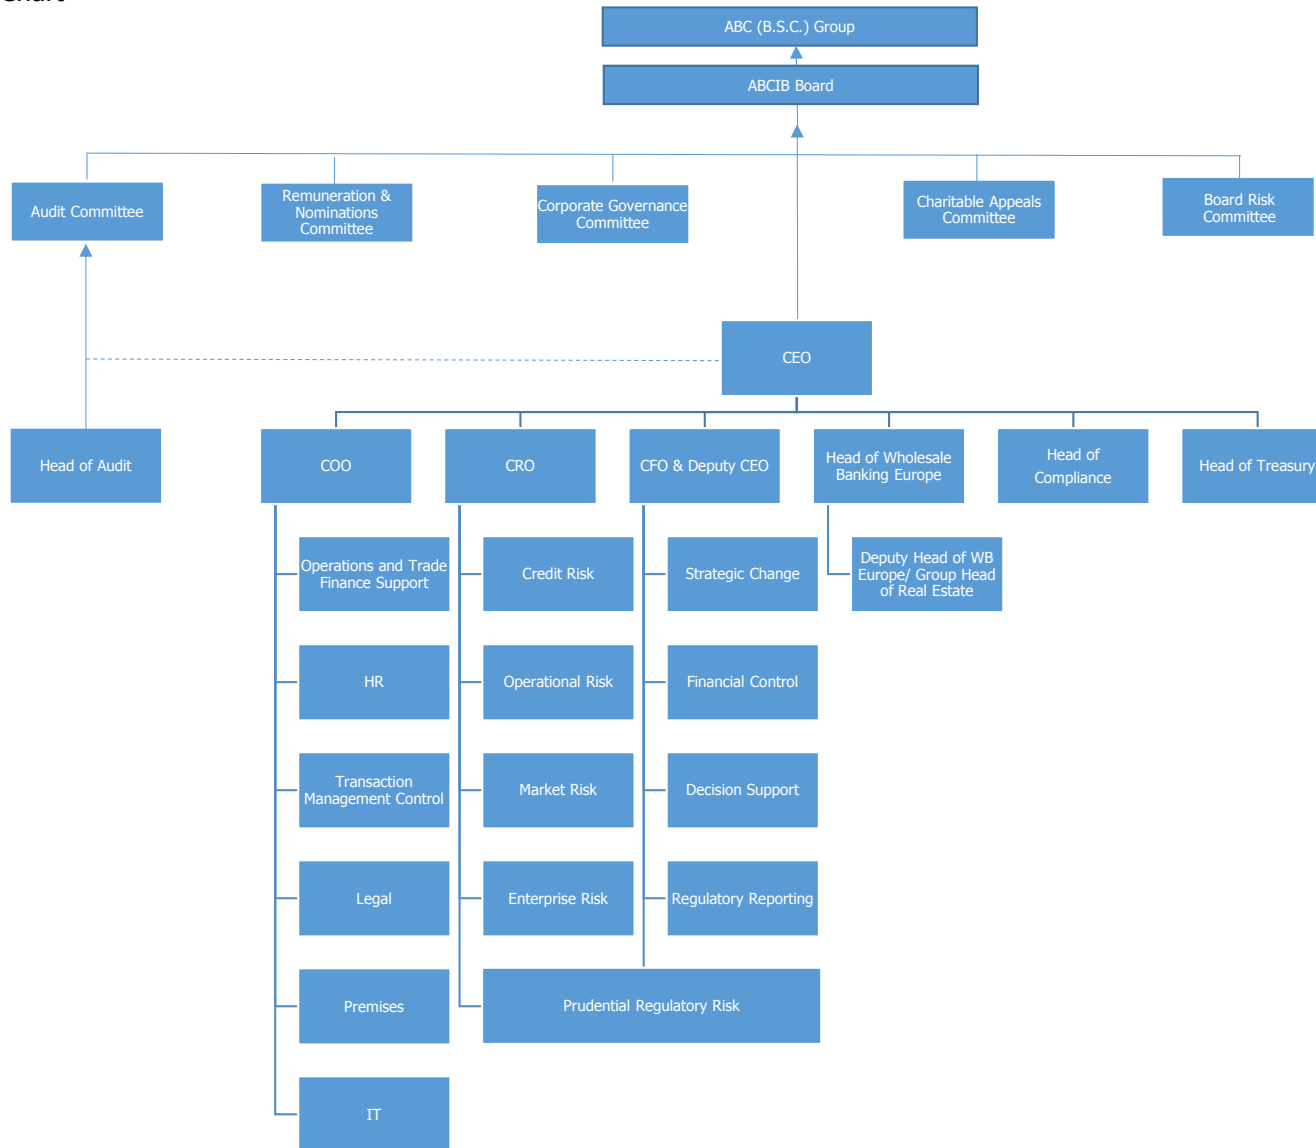 ABC (B.S.C.) Group
ABCIB Board
Audit Committee
Remuneration &
Nominations
Committee
Corporate Governance
Committee
Charitable Appeals
Committee
Board Risk
Committee
CEO
Head of Audit
COO
CRO
CFO & Deputy CEO
Head of Wholesale
Banking Europe
Head of
Compliance
Head of Treasury
Operations and Trade
Finance Support
Credit Risk
Strategic Change
Deputy Head of WB
Europe/ Group Head
of Real Estate
HR
Operational Risk
Financial Control
Transaction
Management Control
Market Risk
Decision Support
Legal
Enterprise Risk
Regulatory Reporting
Premises
Prudential Regulatory Risk
IT